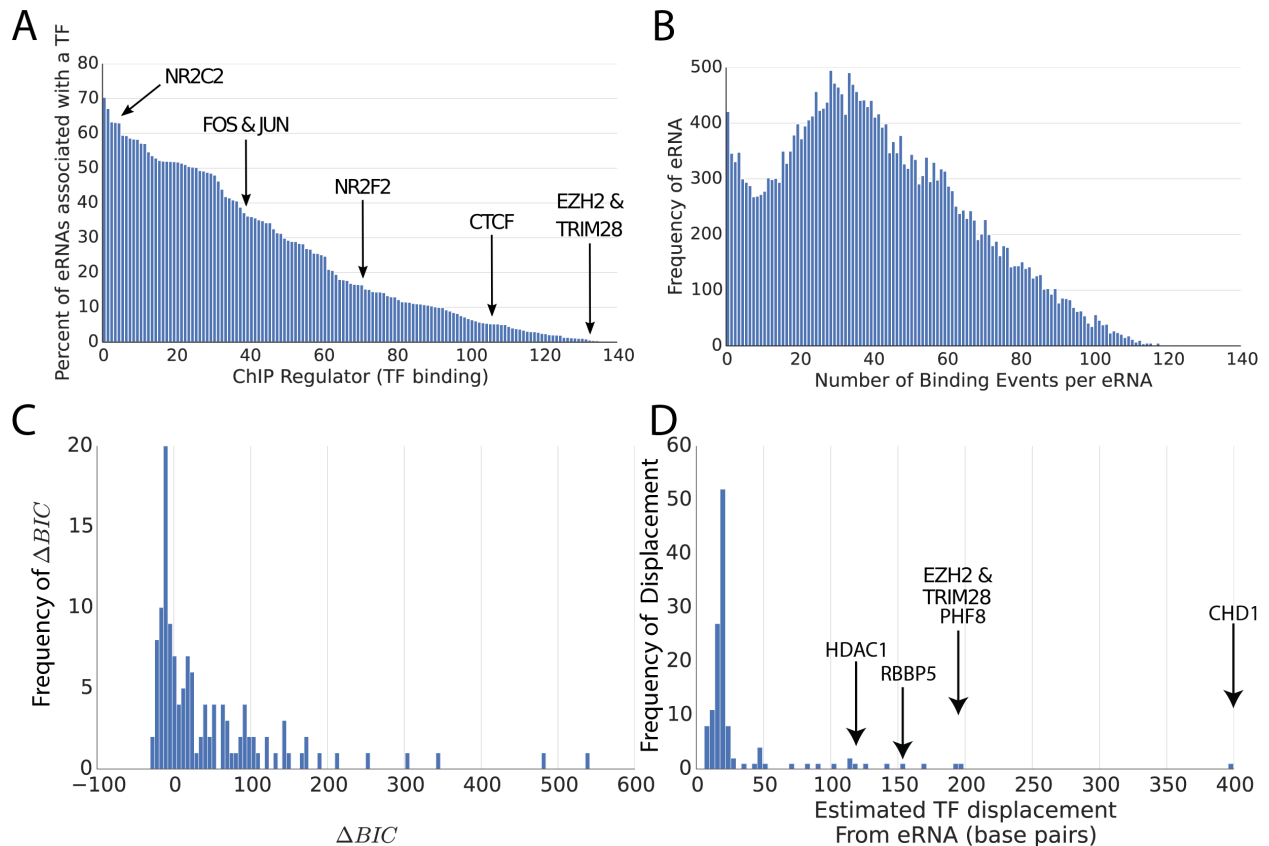 A
Percent of eRNAs associated with a TF
80
70
60
50
40
30
20
10
0
NR2C2
FOS & JUN
NR2F2
CTCF
EZH2 &
TRIM28
0 20 40 60 80 100 120 140
ChIP Regulator (TF binding)
B
Frequency of eRNA
500
400
300
200
100
0
0 20 40 60 80 100 120 140
Number of Binding Events per eRNA
C
Frequency of ΔBIC
20
15
10
5
0
−100 0 100 200 300 400 500 600
ΔBIC
D
Frequency of Displacement
60
50
40
30
20
10
0
HDAC1
RBBP5
EZH2 &
TRIM28
PHF8
CHD1
0 50 100 150 200 250 300 350 400
Estimated TF displacement
From eRNA (base pairs)